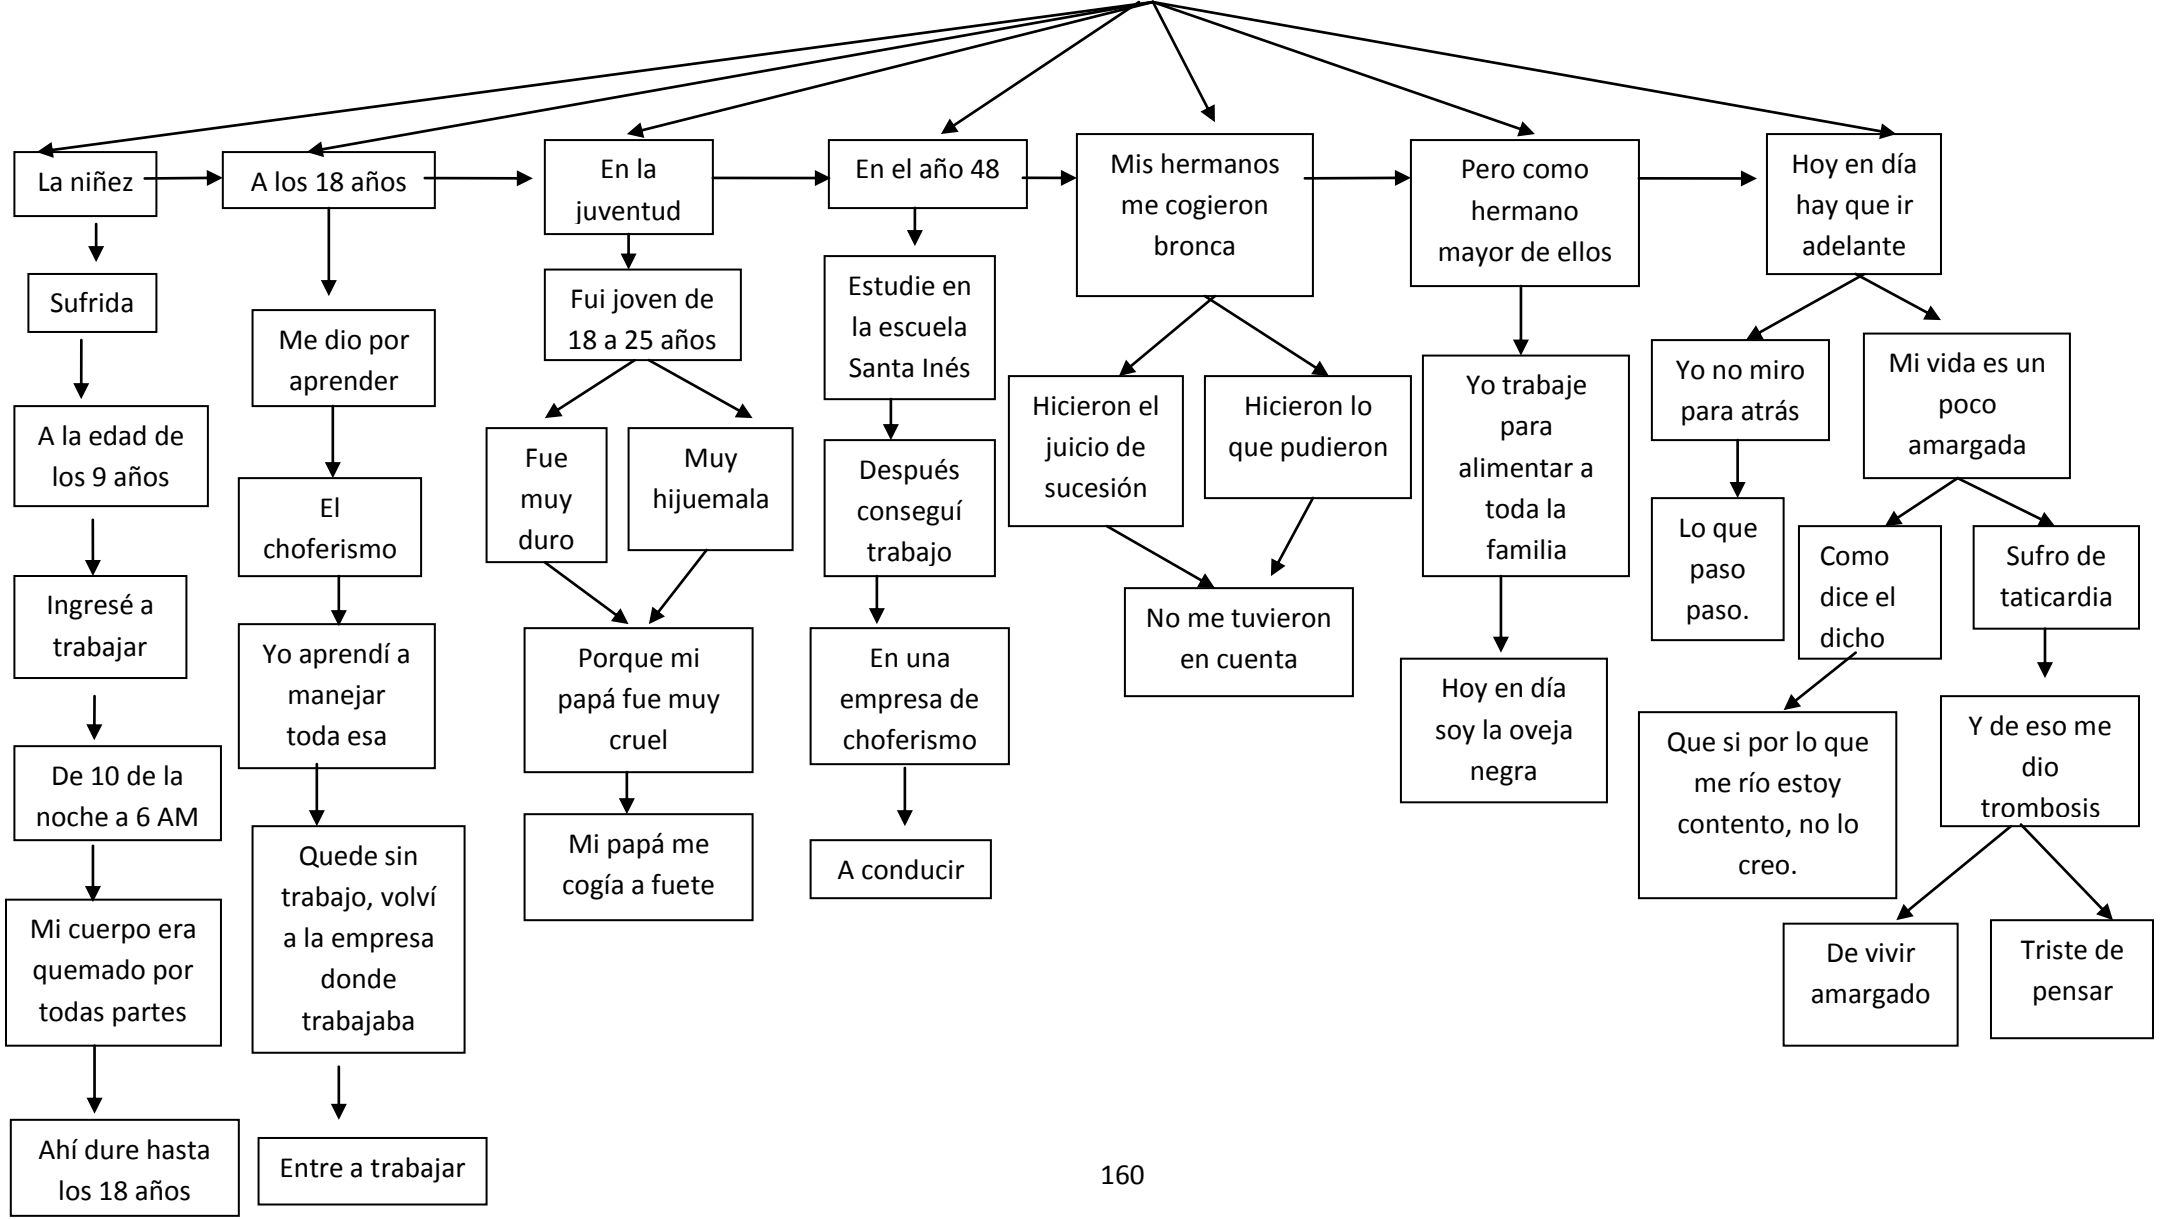 La niñez
Sufrida
A la edad de
los 9 años
Ingresé a
trabajar
De 10 de la
noche a 6 AM
Mi cuerpo era
quemado por
todas partes
Ahí dure hasta
los 18 años
A los 18 años
Me dio por
aprender
El
choferismo
Yo aprendí a
manejar
toda esa
Quede sin
trabajo, volví
a la empresa
donde
trabajaba
Entre a trabajar
En la
juventud
Fui joven de
18 a 25 años
Fue
muy
duro
Muy
hijuemala
Porque mi
papá fue muy
cruel
Mi papá me
cogía a fuete
En el año 48
Estudie en
la escuela
Santa Inés
Después
conseguí
trabajo
En una
empresa de
choferismo
A conducir
Mis hermanos
me cogieron
bronca
Hicieron el
juicio de
sucesión
Hicieron lo
que pudieron
No me tuvieron
en cuenta
Pero como
hermano
mayor de ellos
Yo trabaje
para
alimentar a
toda la
familia
Hoy en día
soy la oveja
negra
Hoy en día
hay que ir
adelante
Yo no miro
para atrás
Lo que
paso
paso.
Mi vida es un
poco
amargada
Como
dice el
dicho
Que si por lo que
me río estoy
contento, no lo
creo.
Sufro de
taticardia
Y de eso me
dio
trombosis
De vivir
amargado
Triste de
pensar
160